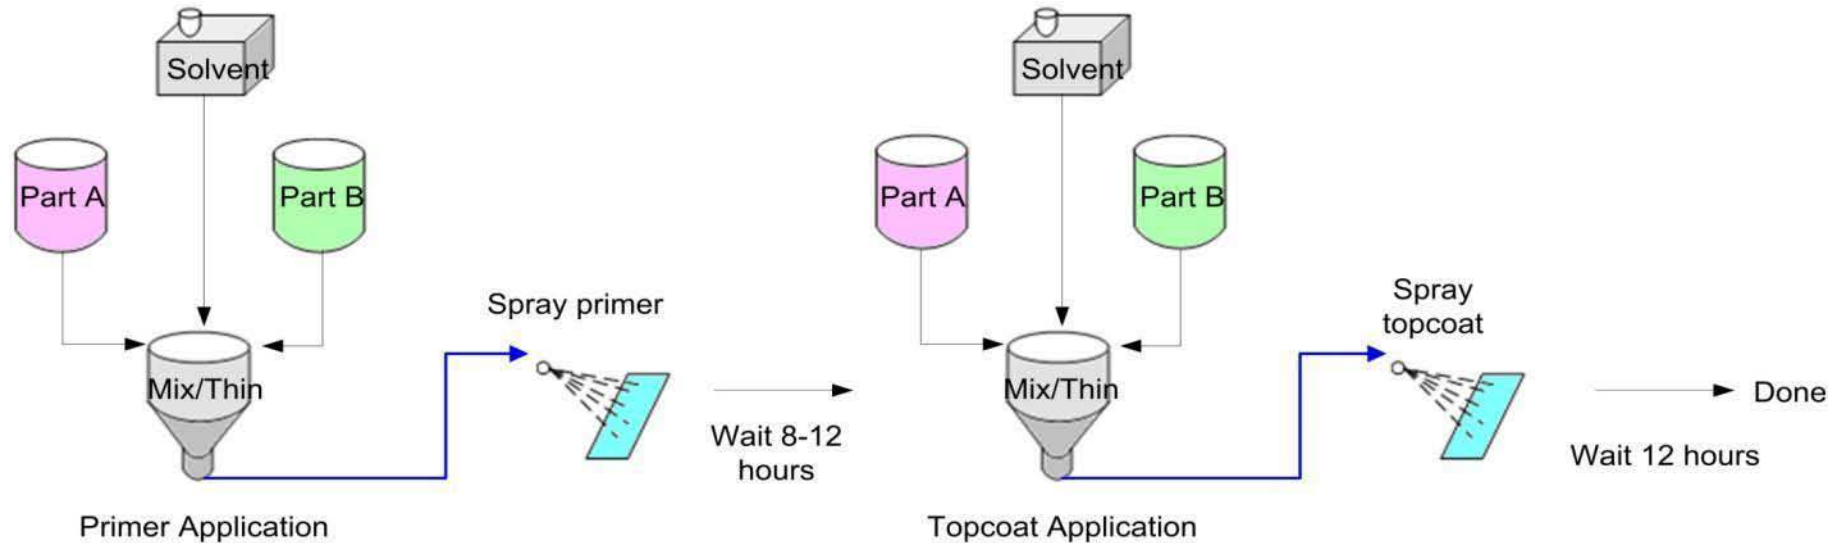 Solvent
Part A
Part B
Mix/Thin
Spray primer
Wait 8-12
hours
Primer Application
Solvent
Part A
Part B
Mix/Thin
Spray
topcoat
Wait 12 hours
Done
Topcoat Application